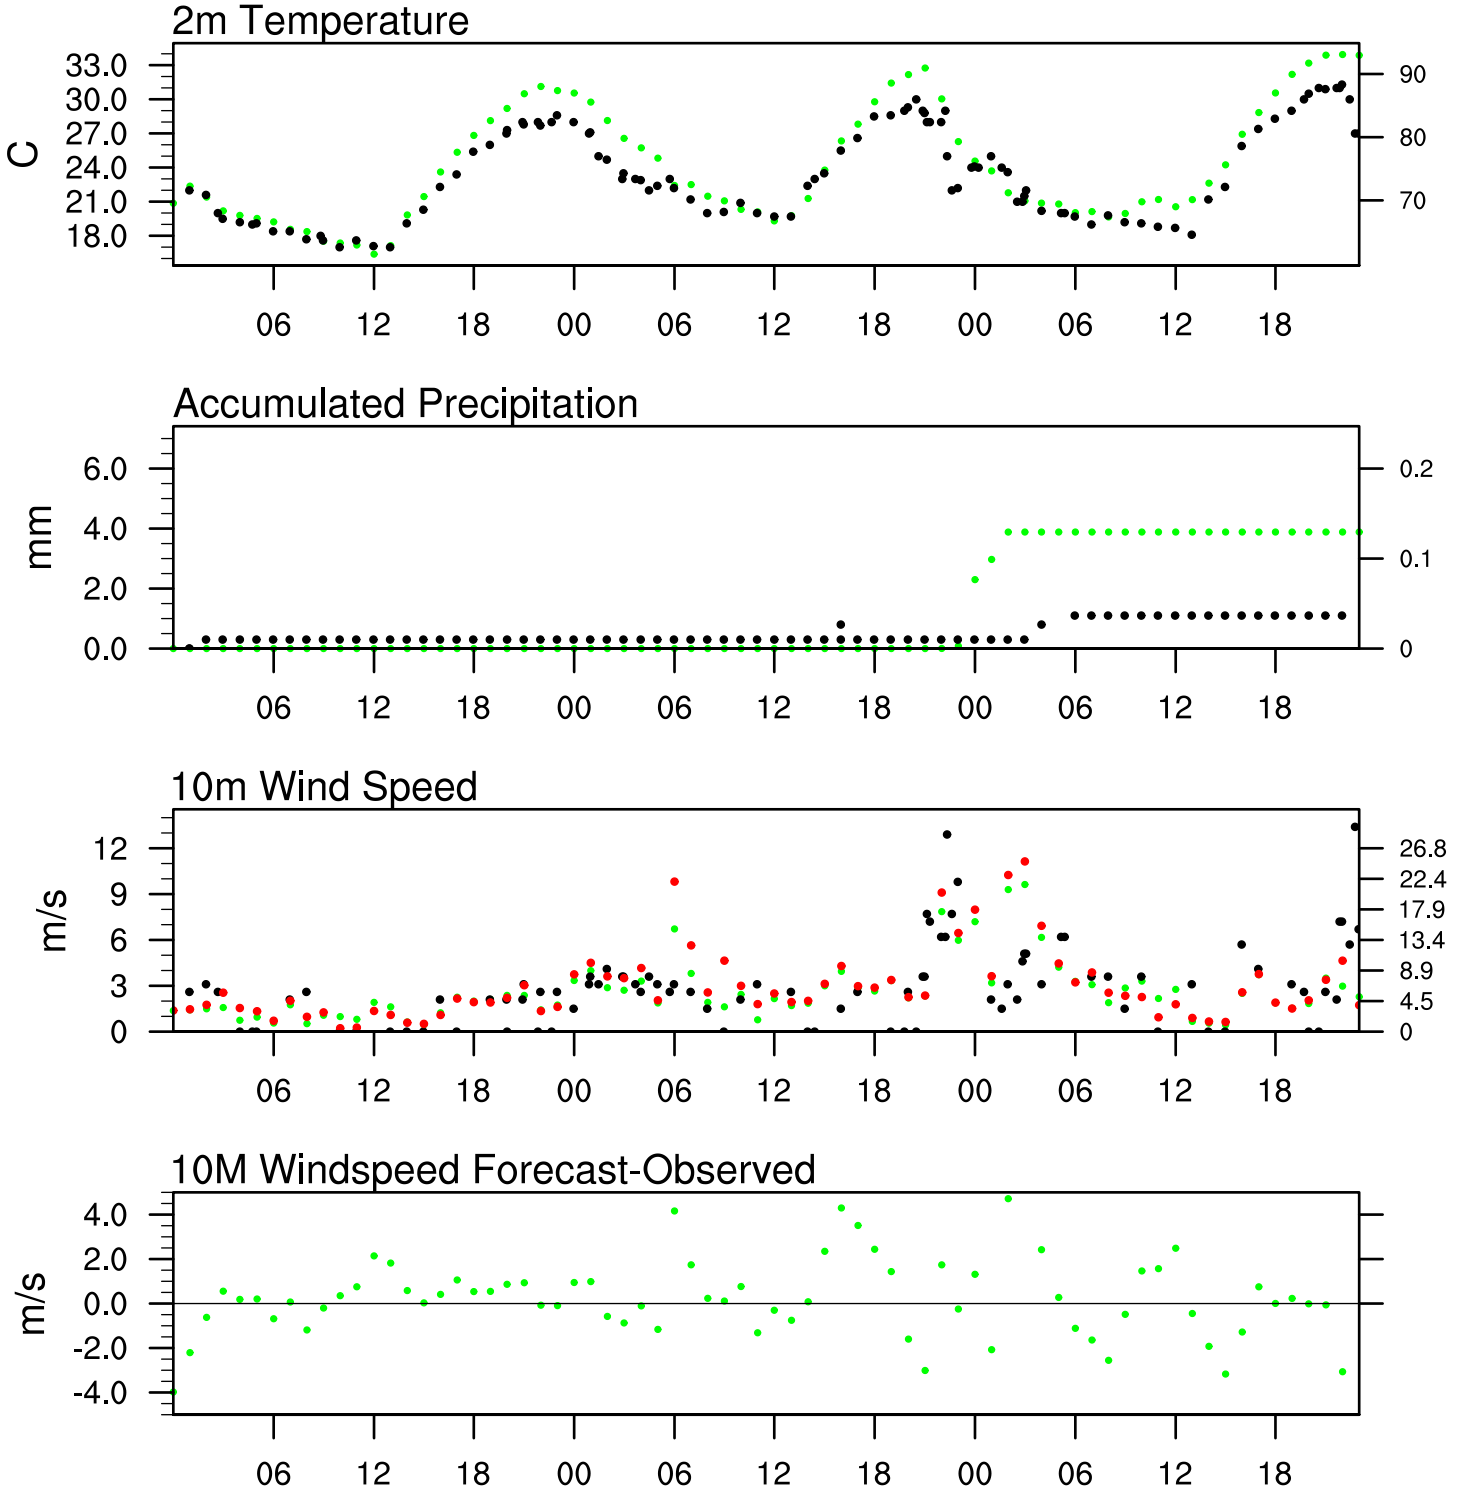 2m Temperature
33.0
30.0
27.0
24.0
21.0
18.0
C
90
80
70
06 12 18 00 06 12 18 00 06 12 18
Accumulated Precipitation
6.0
4.0
2.0
0.0
mm
0.2
0.1
0
06 12 18 00 06 12 18 00 06 12 18
10m Wind Speed
12
9
6
3
0
m/s
26.8
22.4
17.9
13.4
8.9
4.5
0
06 12 18 00 06 12 18 00 06 12 18
10M Windspeed Forecast-Observed
4.0
2.0
0.0
-2.0
-4.0
m/s
06 12 18 00 06 12 18 00 06 12 18